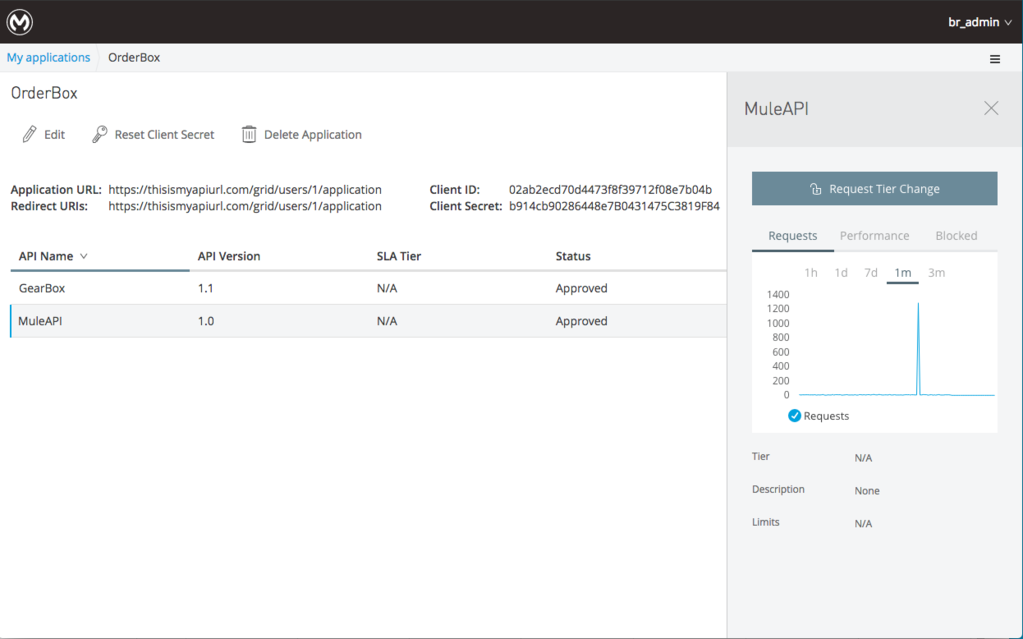 br_admin
My applications
OrderBox
OrderBox
Edit
Reset Client Secret
Delete Application
Application URL: https://thisismyapiurl.com/grid/users/1/application
Redirect URIs: https://thisismyapiurl.com/grid/users/1/application
Client ID: 02ab2ecd70d4473f8f39712f08e7b04b
Client Secret: b914cb90286448e7B0431475C3819F84
API Name API Version SLA Tier Status
GearBox 1.1 N/A Approved
MuleAPI 1.0 N/A Approved
MuleAPI
Request Tier Change
Requests Performance Blocked
1h 1d 7d 1m 3m
1400
1200
1000
800
600
400
200
0
Requests
Tier N/A
Description None
Limits N/A